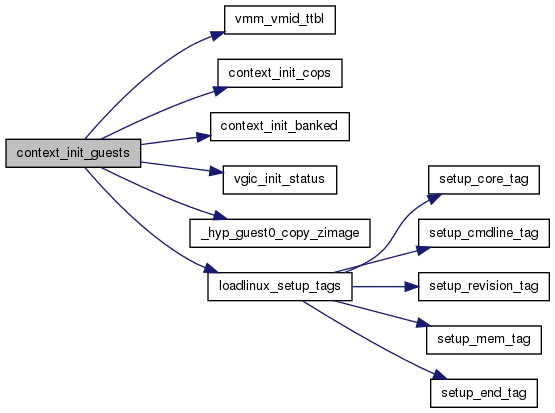 vmm_vmid_ttbl
context_init_cops
context_init_banked
context_init_guests
setup_core_tag
vgic_init_status
_hyp_guest0_copy_zimage
setup_cmdline_tag
loadlinux_setup_tags
setup_revision_tag
setup_mem_tag
setup_end_tag